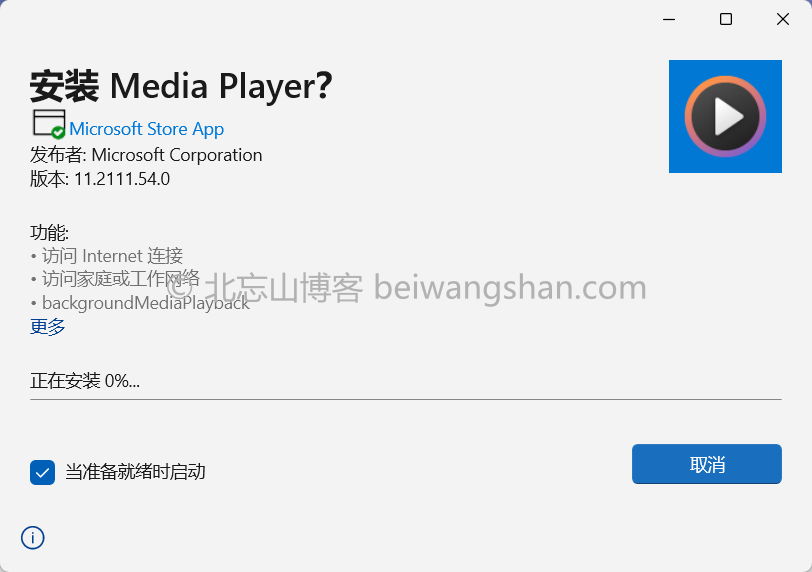 安装 Media Player?
Microsoft Store App
发布者: Microsoft Corporation
版本: 11.2111.54.0
功能:
• 访问 Internet 连接
• 访问家庭或工作网络
© 北忘山博客 beiwangshan.com
• backgroundMediaPlayback
更多
正在安装 0%...
当准备就绪时启动
取消